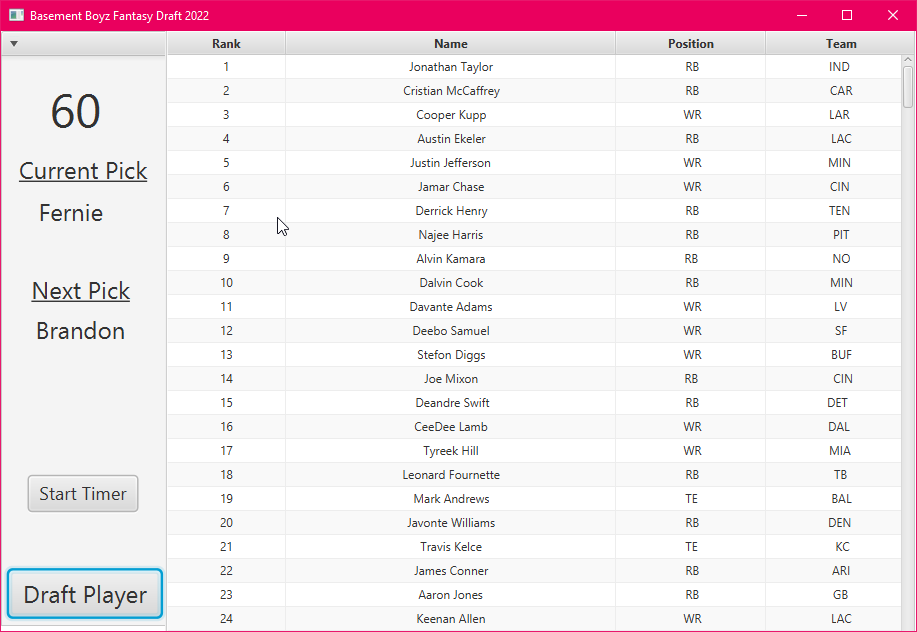 Basement Boyz Fantasy Draft 2022
60
Current Pick
Fernie
Next Pick
Brandon
Start Timer
Draft Player
Rank Name Position Team
1 Jonathan Taylor RB IND
2 Cristian McCaffrey RB CAR
3 Cooper Kupp WR LAR
4 Austin Ekeler RB LAC
5 Justin Jefferson WR MIN
6 Jamar Chase WR CIN
7 Derrick Henry RB TEN
8 Najee Harris RB PIT
9 Alvin Kamara RB NO
10 Dalvin Cook RB MIN
11 Davante Adams WR LV
12 Deebo Samuel WR SF
13 Stefon Diggs WR BUF
14 Joe Mixon RB CIN
15 Deandre Swift RB DET
16 CeeDee Lamb WR DAL
17 Tyreek Hill WR MIA
18 Leonard Fournette RB TB
19 Mark Andrews TE BAL
20 Javonte Williams RB DEN
21 Travis Kelce TE KC
22 James Conner RB ARI
23 Aaron Jones RB GB
24 Keenan Allen WR LAC